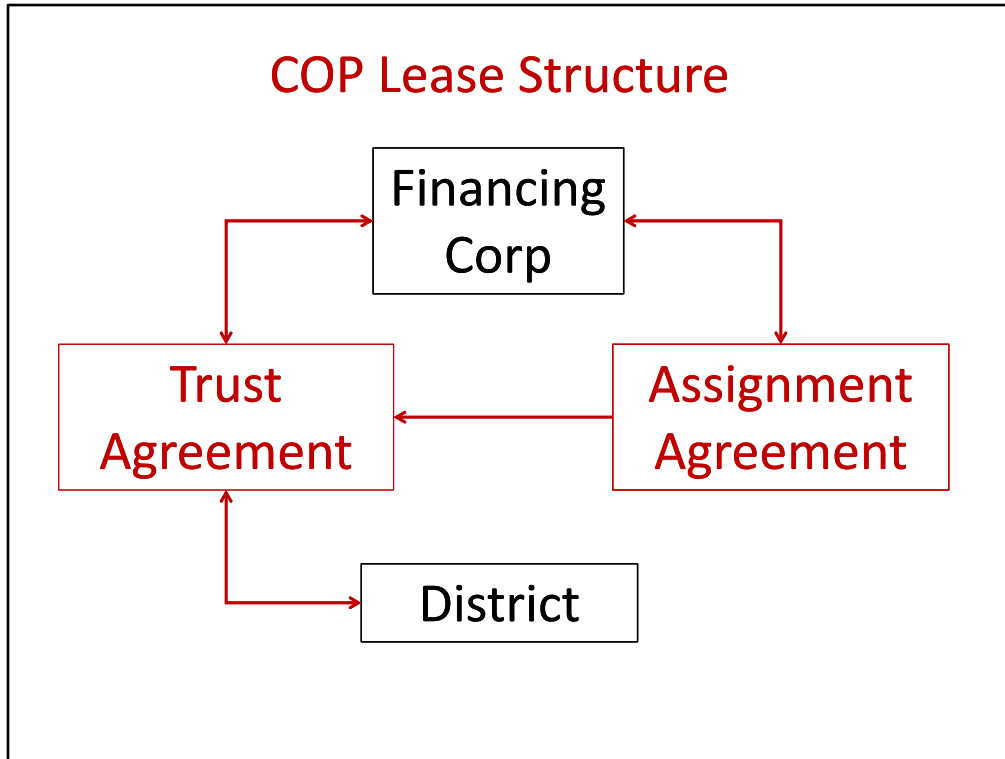 COP Lease Structure
Financing
Corp
Trust
Agreement
Assignment
Agreement
District